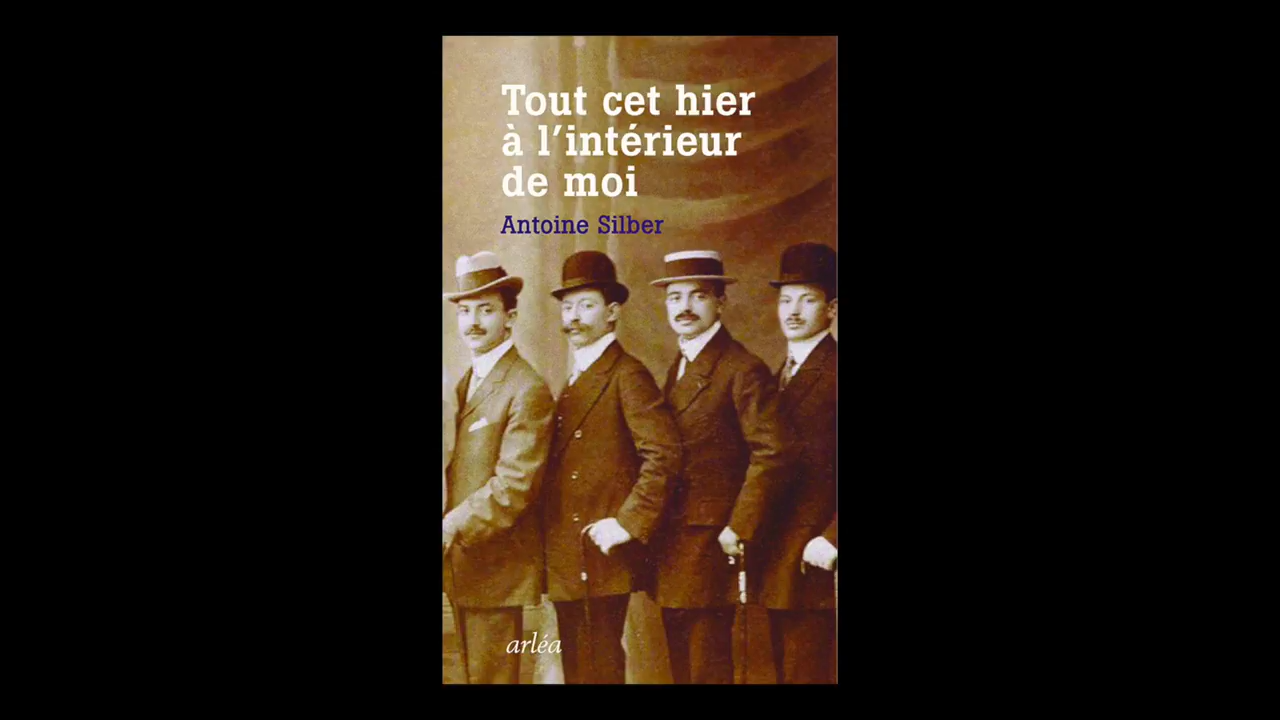 Tout cet hier
à l’intérieur
de moi
Antoine Silber
arléa